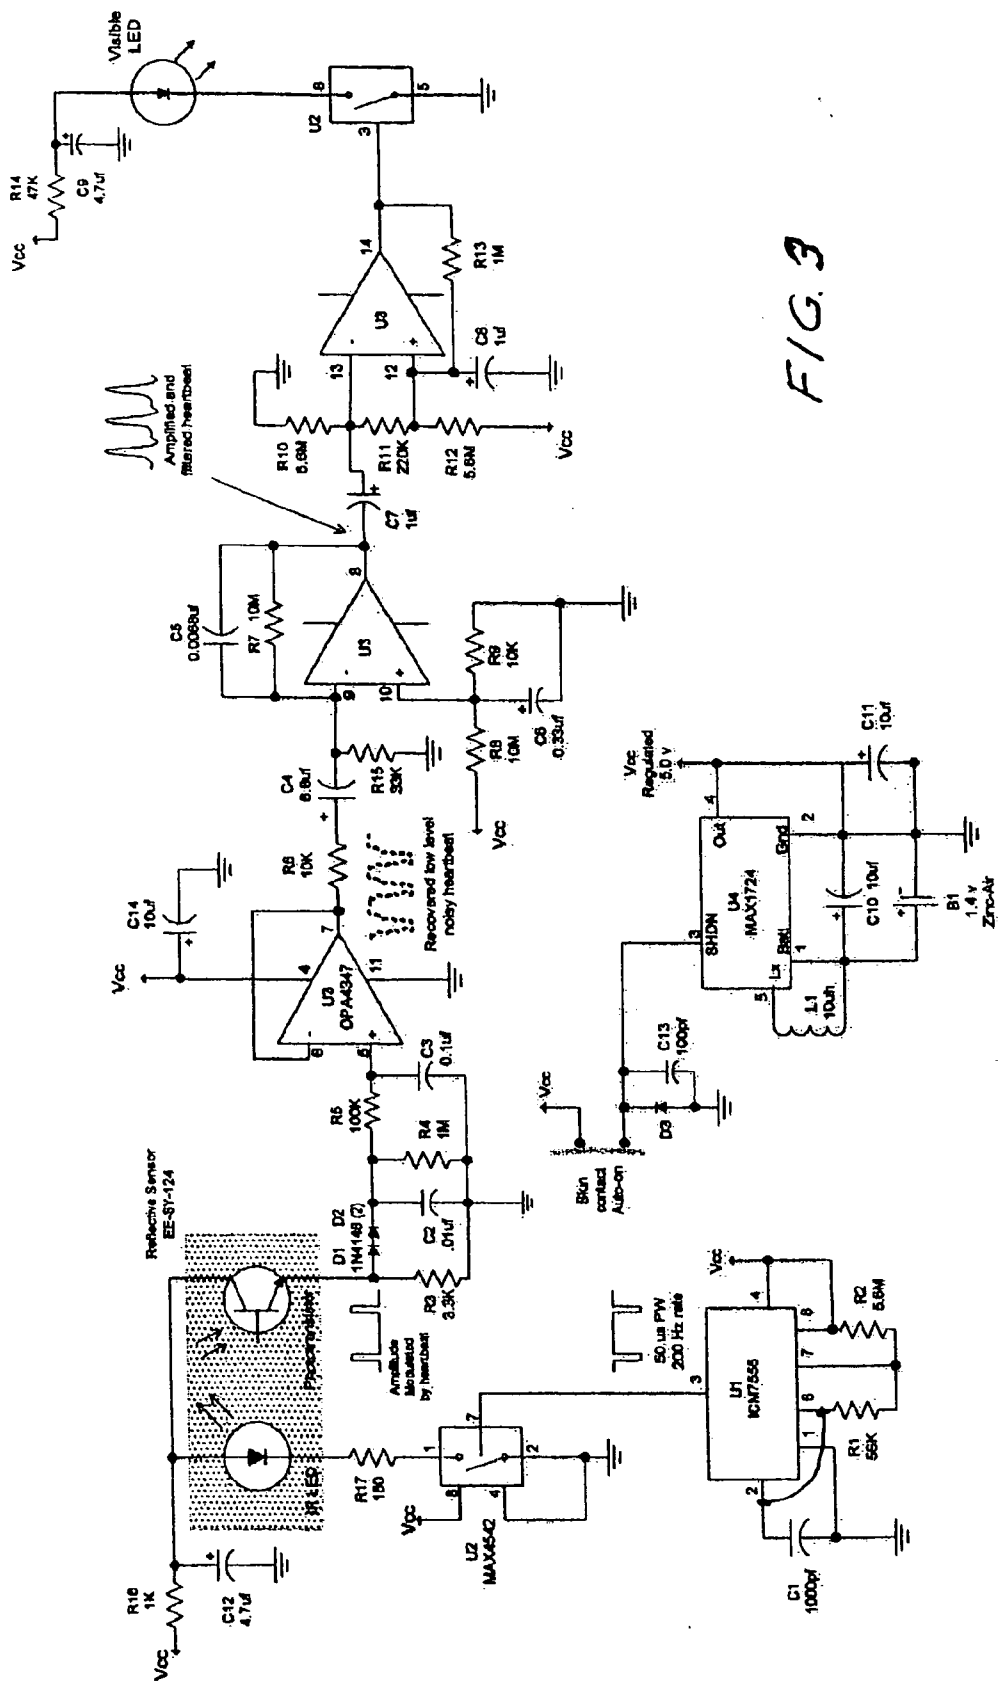 Vcc
R16
1K
C12
4.7uf
IR LED
Phototransistor
Reflective Sensor
EE-SY-124
R17
150
1
7
2
8
4
Vcc
U2
MAX4542
Amplitude
Modulated
by heartbeat
R3
3.3K
D1 D2
1N4148 (2)
C2
.01uf
R4
1M
R5
100K
C3
0.1uf
5
6
+
-
U3
OPA4347
4
11
7
Vcc
C14
10uf
+
R6
10K
Recovered low level
noisy heartbeat
C4
6.8uf
+
R15
33K
C5
0.0068uf
R7 10M
9
10
-
+
U3
8
R8
10M
Vcc
R9
10K
C6
0.33uf
+
Amplified and
filtered heartbeat
C7
1uf
+
R10
5.6M
R11
220K
R12
5.6M
Vcc
13
12
-
+
U3
14
R13
1M
C8
1uf
+
U2
3
8
5
Visible
LED
Vcc
R14
47K
C9
4.7uf
+
50 us PW
200 Hz rate
C1
1000pf
U1
ICM7555
3
2
1
6
7
8
4
Vcc
R1
56K
R2
5.6M
Skin
contact
Auto-on
Vcc
D3
C13
100pf
3
SHDN
U4
MAX1724
Lx
5
Batt
1
Out
4
Gnd
2
L1
10uh
C10 10uf
+
B1
1.4 v
Zinc-Air
+
-
C11
10uf
+
Vcc
Regulated
5.0 v
FIG. 3